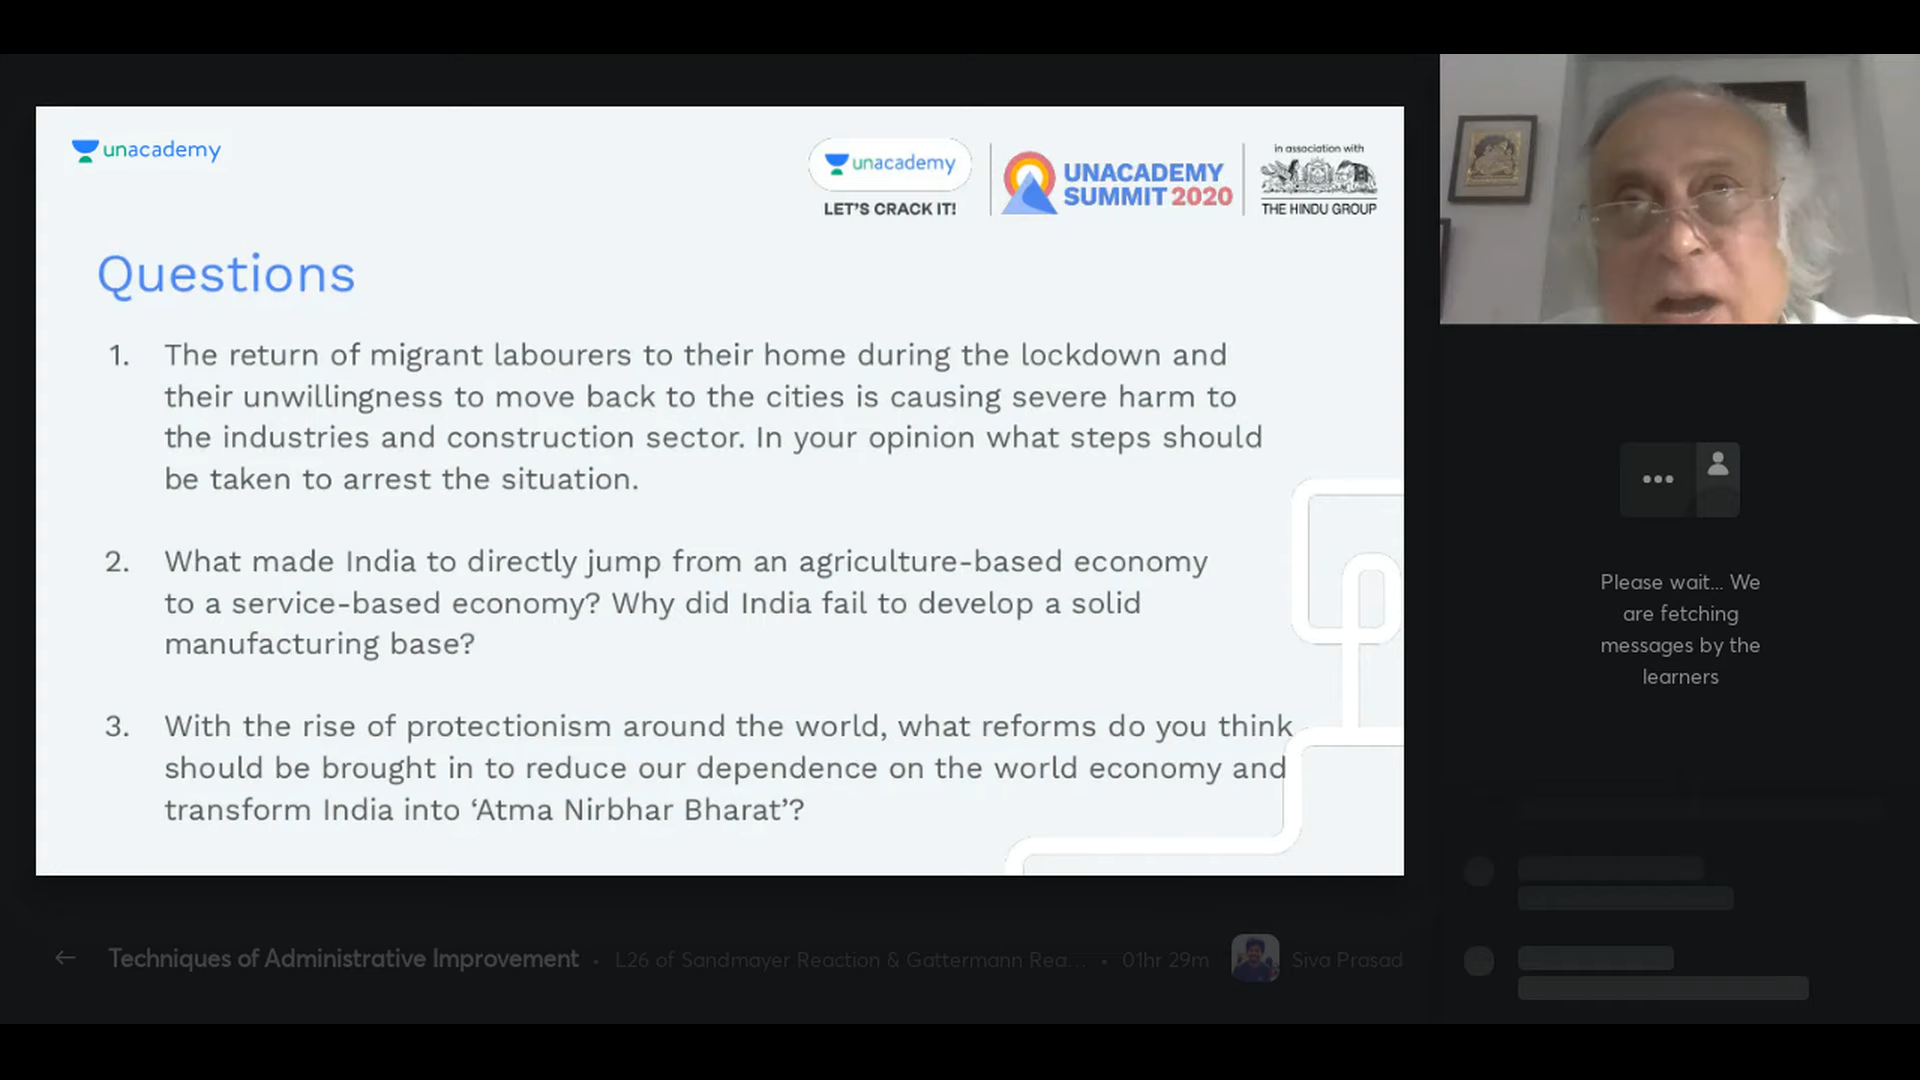 unacademy
unacademy
LET'S CRACK IT!
UNACADEMY
SUMMIT 2020
in association with
THE HINDU GROUP
Questions
1. The return of migrant labourers to their home during the lockdown and
their unwillingness to move back to the cities is causing severe harm to
the industries and construction sector. In your opinion what steps should
be taken to arrest the situation.
2. What made India to directly jump from an agriculture-based economy
to a service-based economy? Why did India fail to develop a solid
manufacturing base?
3. With the rise of protectionism around the world, what reforms do you think
should be brought in to reduce our dependence on the world economy and
transform India into ‘Atma Nirbhar Bharat’?
Please wait... We
are fetching
messages by the
learners
Techniques of Administrative Improvement • L26 of Sandmayer Reaction & Gattermann Rea... • 01hr 29m Siva Prasad